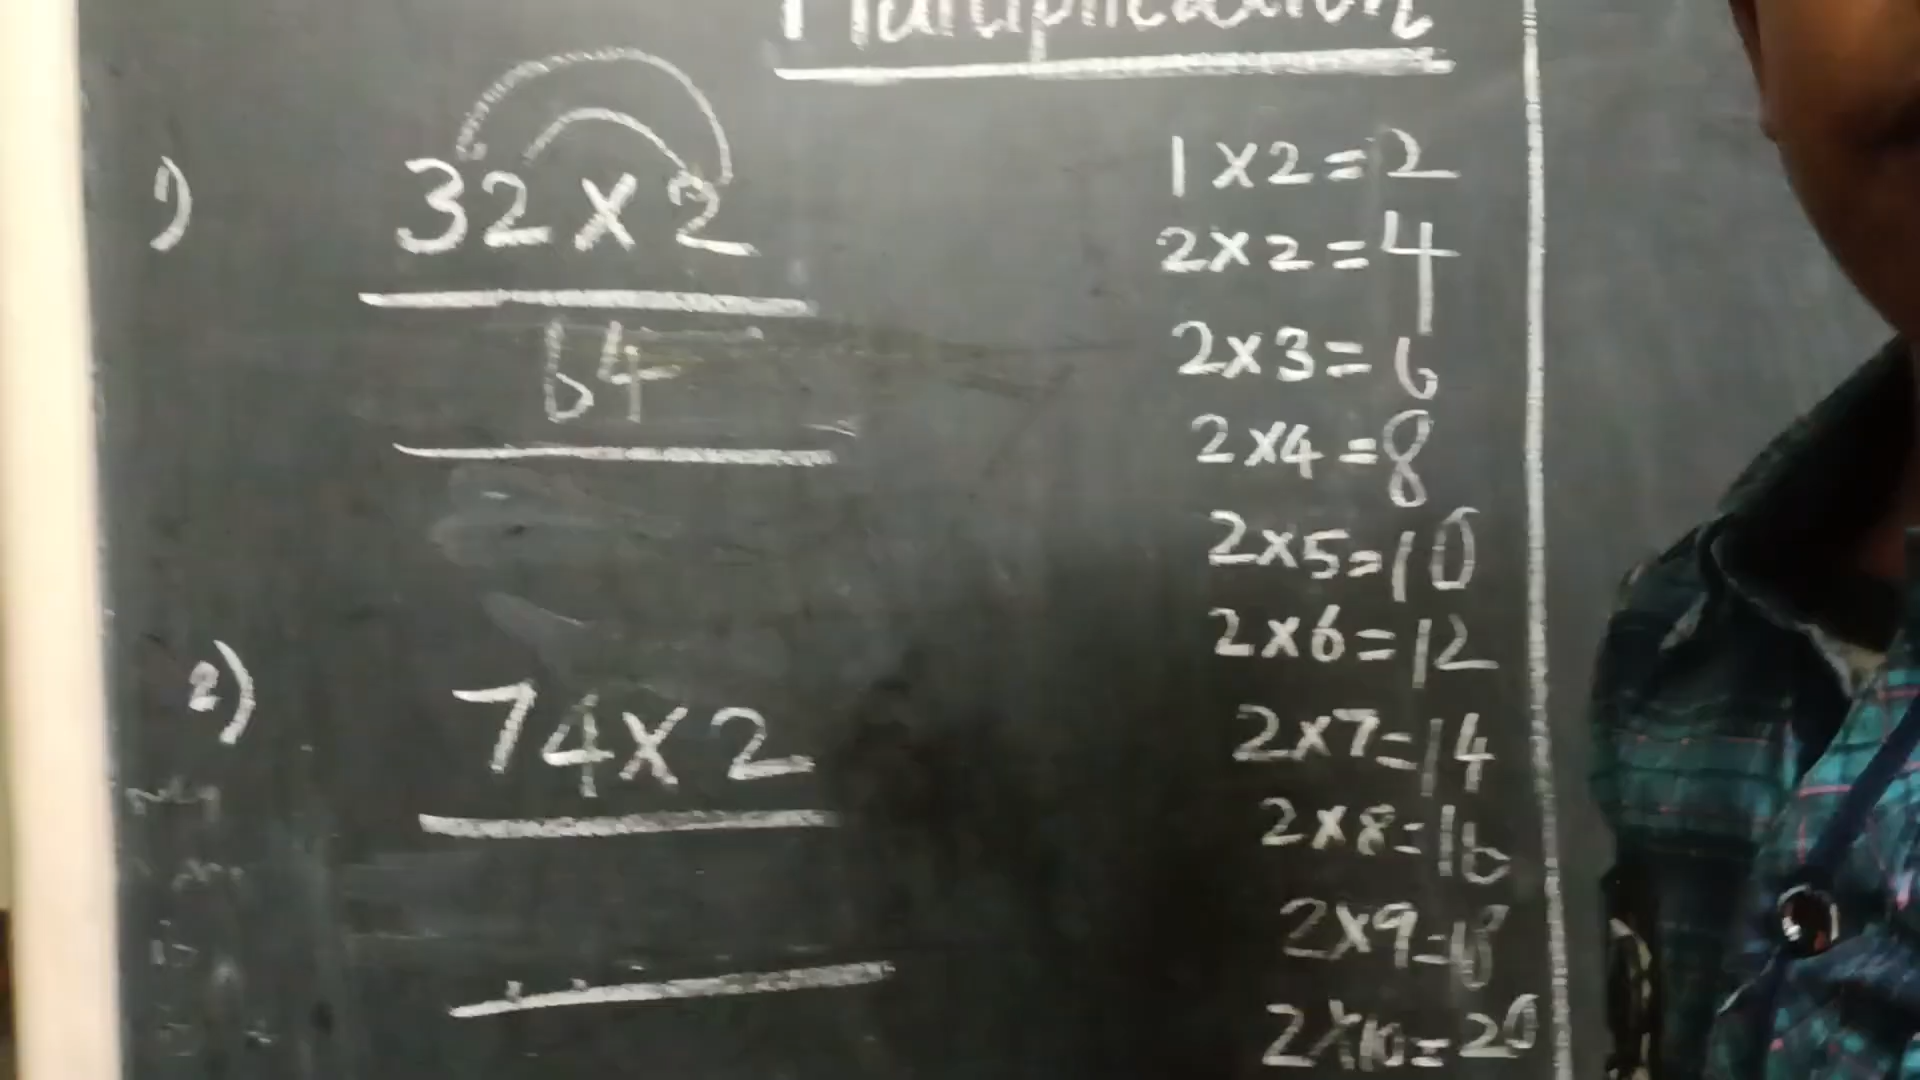 Multiplication
1)
32 x 2
64
2)
74 x 2
1 x 2 = 2
2 x 2 = 4
2 x 3 = 6
2 x 4 = 8
2 x 5 = 10
2 x 6 = 12
2 x 7 = 14
2 x 8 = 16
2 x 9 = 18
2 x 10 = 20